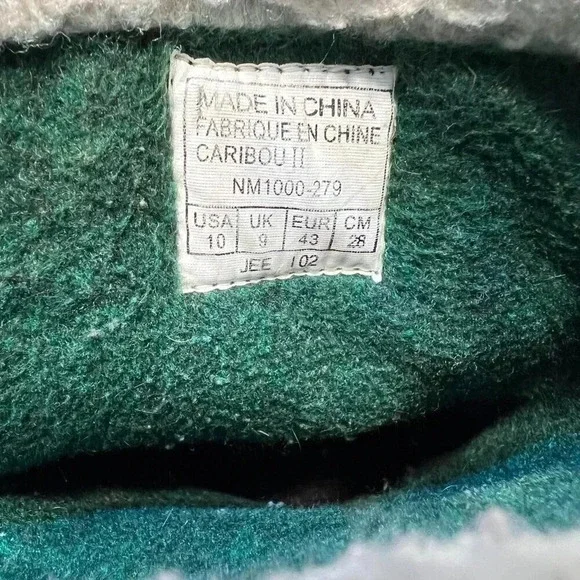 MADE IN CHINA
FABRIQUE EN CHINE
CARIBOU II
NM1000-279
USA UK EUR CM
10 9 43 28
JEE 102